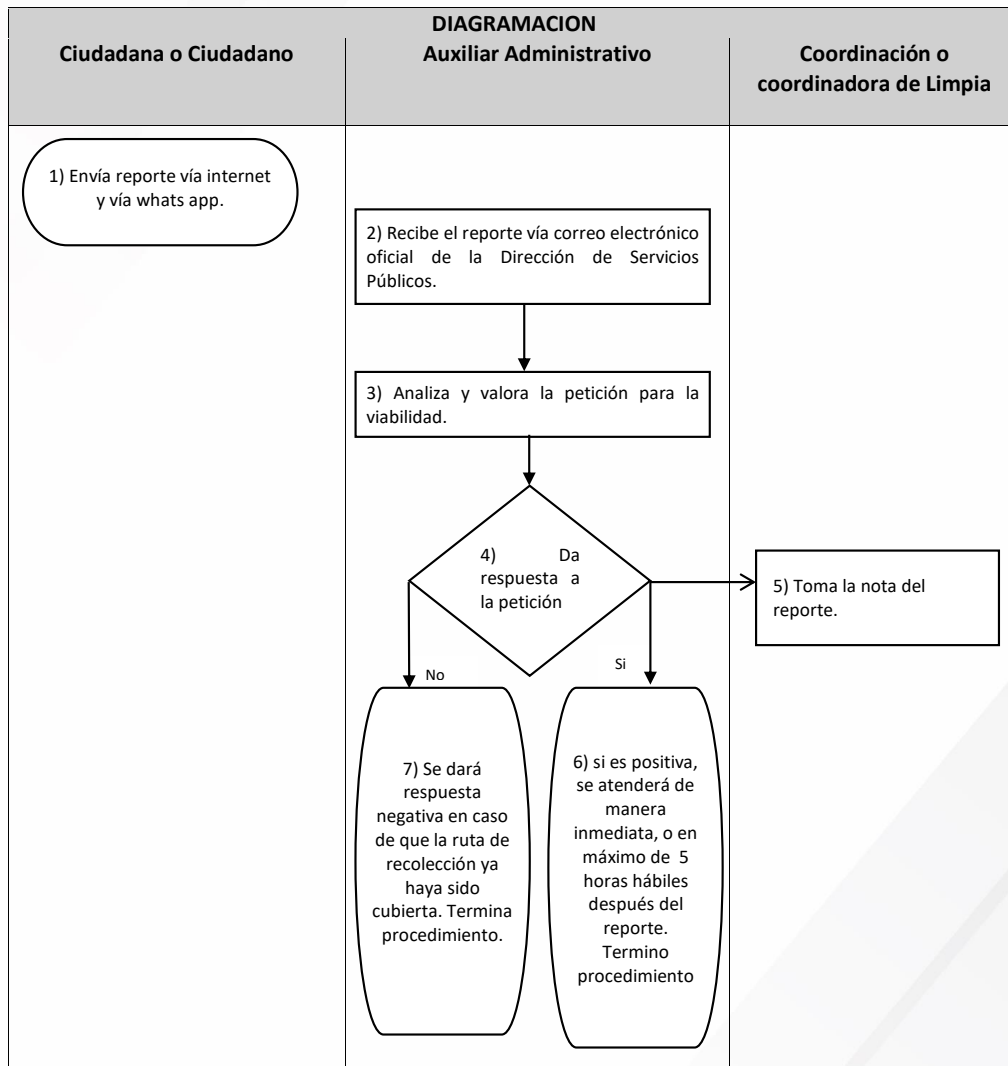 DIAGRAMACION
Ciudadana o Ciudadano
Auxiliar Administrativo
Coordinación o
coordinadora de Limpia
1) Envía reporte vía internet
y vía whats app.
2) Recibe el reporte vía correo electrónico
oficial de la Dirección de Servicios
Públicos.
3) Analiza y valora la petición para la
viabilidad.
4) Da
respuesta a
la petición
5) Toma la nota del
reporte.
No
Si
7) Se dará
respuesta
negativa en caso
de que la ruta de
recolección ya
haya sido
cubierta. Termina
procedimiento.
6) si es positiva,
se atenderá de
manera
inmediata, o en
máximo de 5
horas hábiles
después del
reporte.
Termino
procedimiento